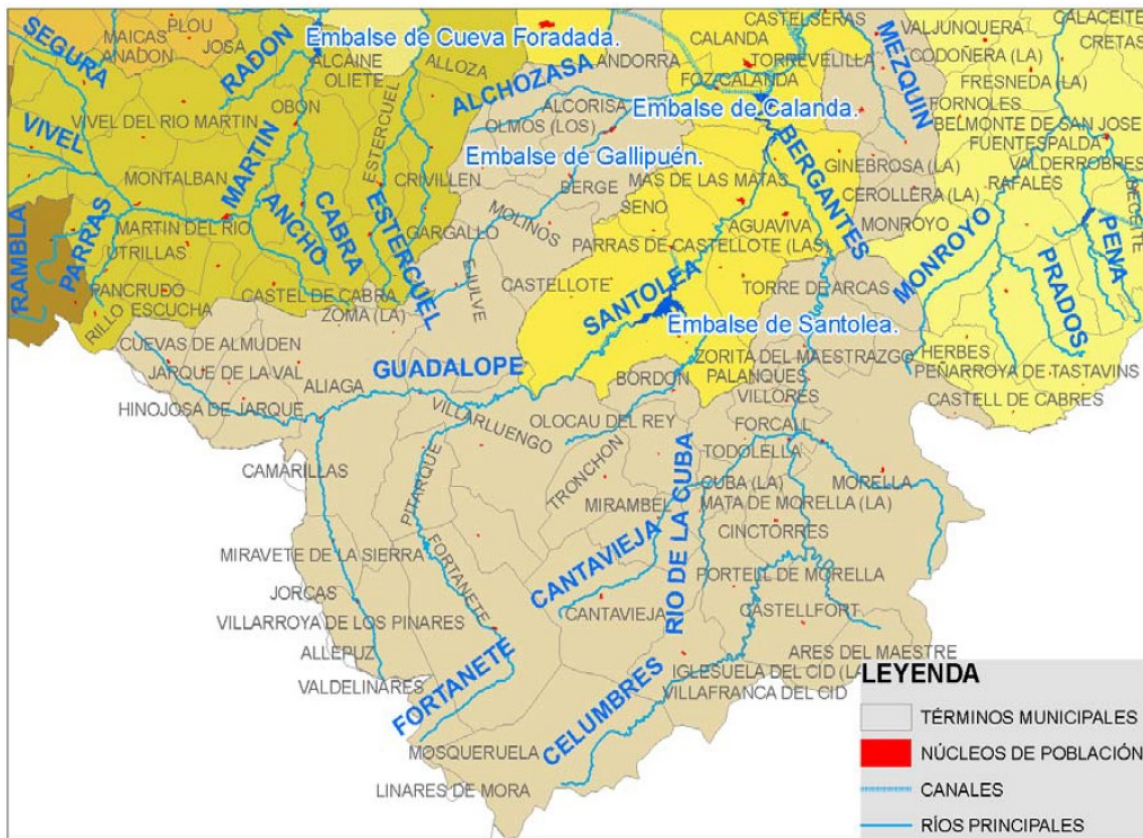 MAICAS
PLOU
ANADON
JOSA
SEGURA
RADON
Embalse de Cueva Foradada.
ALCAINE
OLIETE
ALLOZA
ALCHOZASA
ANDORRA
CALANDA
CASTELSERAS
FOZ-CALANDA
TORREVELILLA
MEZQUIN
VALJUNQUERA
CALACEITE
CODOÑERA (LA)
CRETAS
FRESNEDA (LA)
FORNOLES
BELMONTE DE SAN JOSE
FUENTESPALDA
VALDERROBRES
RAFALES
BECEITE
VIVEL
VIVEL DEL RIO MARTIN
OBON
MARTIN
ESTERCUEL
ALCORISA
OLMOS (LOS)
Embalse de Calanda.
Embalse de Gallipuén.
BERGANTES
GINEBROSA (LA)
CEROLLERA (LA)
MONROYO
MONTALBAN
ANCHO
CABRA
CRIVILLEN
ESTERCUEL
GARGALLO
BERGE
MOLINOS
MAS DE LAS MATAS
SENO
AGUAVIVA
PARRAS DE CASTELLOTE (LAS)
MONROYO
PRADOS
PENA
RAMBLA
PARRAS
MARTIN DEL RIO
UTRILLAS
PANCRUDO
ESCUCHA
RILLO
CASTEL DE CABRA
ZOMA (LA)
EJULVE
CASTELLOTE
SANTOLEA
TORRE DE ARCAS
Embalse de Santolea.
CUEVAS DE ALMUDEN
JARQUE DE LA VAL
HINOJOSA DE JARQUE
ALIAGA
GUADALOPE
BORDON
ZORITA DEL MAESTRAZGO
PALANQUES
VILLORES
HERBES
PEÑARROYA DE TASTAVINS
CASTELL DE CABRES
VILLARLUENGO
OLOCAU DEL REY
FORCALL
TODOLELLA
CAMARILLAS
PITARQUE
TRONCHON
MIRAMBEL
RIO DE LA CUBA
CUBA (LA)
MORELLA
MATA DE MORELLA (LA)
CINCTORRES
MIRAVETE DE LA SIERRA
FORTANETE
CANTAVIEJA
PORTELL DE MORELLA
JORCAS
CANTAVIEJA
CASTELLFORT
VILLARROYA DE LOS PINARES
ALLEPUZ
VALDELINARES
FORTANETE
CELUMBRES
ARES DEL MAESTRE
IGLESUELA DEL CID (LA
VILLAFRANCA DEL CID
MOSQUERUELA
LINARES DE MORA
LEYENDA
TÉRMINOS MUNICIPALES
NÚCLEOS DE POBLACIÓN
CANALES
RÍOS PRINCIPALES